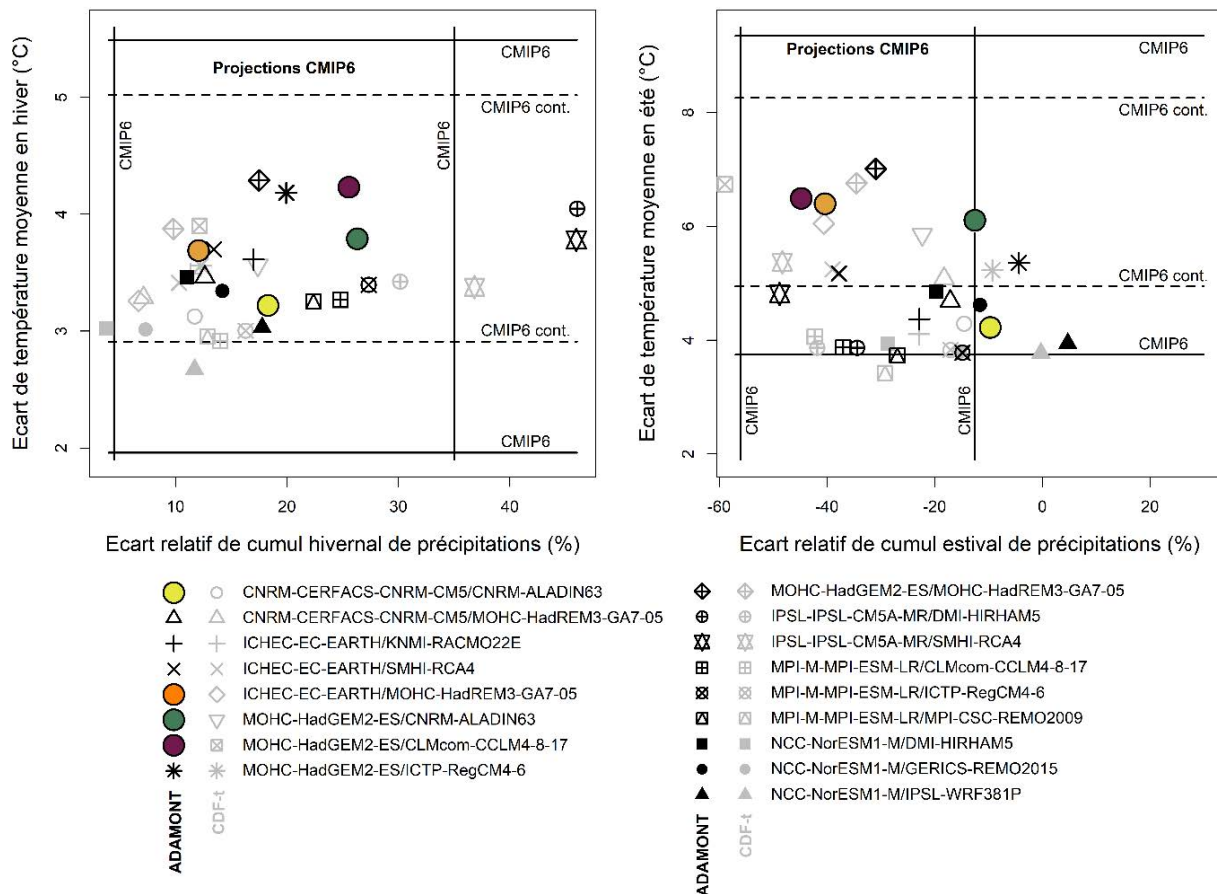 Ecart de température moyenne en hiver (°C)
5
4
3
2
Projections CMIP6
CMIP6
CMIP6 cont.
CMIP6
CMIP6
CMIP6 cont.
CMIP6
10
20
30
40
Ecart relatif de cumul hivernal de précipitations (%)
Ecart de température moyenne en été (°C)
8
6
4
2
Projections CMIP6
CMIP6
CMIP6 cont.
CMIP6 cont.
CMIP6
CMIP6
CMIP6
-60
-40
-20
0
20
Ecart relatif de cumul estival de précipitations (%)
CNRM-CERFACS-CNRM-CM5/CNRM-ALADIN63
CNRM-CERFACS-CNRM-CM5/MOHC-HadREM3-GA7-05
ICHEC-EC-EARTH/KNMI-RACMO22E
ICHEC-EC-EARTH/SMHI-RCA4
ICHEC-EC-EARTH/MOHC-HadREM3-GA7-05
MOHC-HadGEM2-ES/CNRM-ALADIN63
MOHC-HadGEM2-ES/CLMcom-CCLM4-8-17
MOHC-HadGEM2-ES/ICTP-RegCM4-6
ADAMONT
CDF-t
MOHC-HadGEM2-ES/MOHC-HadREM3-GA7-05
IPSL-IPSL-CM5A-MR/DMI-HIRHAM5
IPSL-IPSL-CM5A-MR/SMHI-RCA4
MPI-M-MPI-ESM-LR/CLMcom-CCLM4-8-17
MPI-M-MPI-ESM-LR/ICTP-RegCM4-6
MPI-M-MPI-ESM-LR/MPI-CSC-REMO2009
NCC-NorESM1-M/DMI-HIRHAM5
NCC-NorESM1-M/GERICS-REMO2015
NCC-NorESM1-M/IPSL-WRF381P
ADAMONT
CDF-t